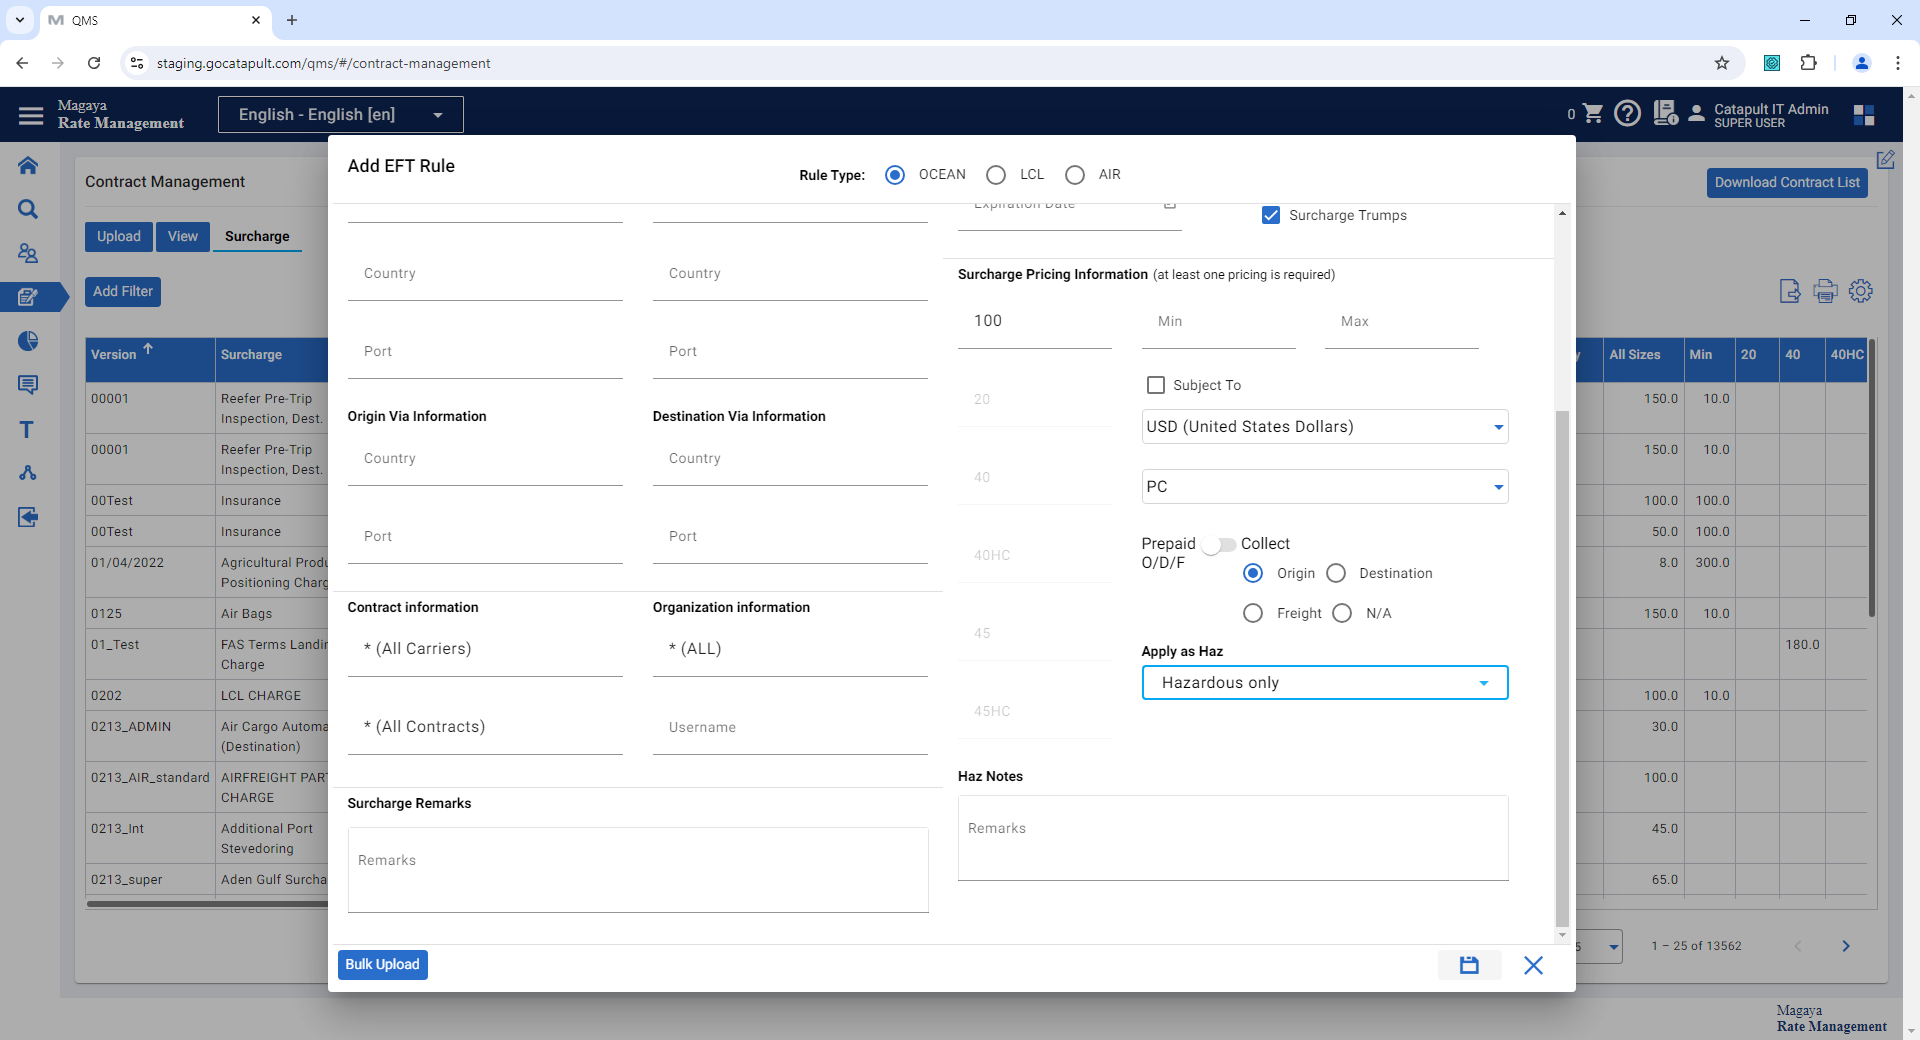 QMS
staging.gocatapult.com/qms/#/contract-management
Magaya
Rate Management
English - English [en]
0
Catapult IT Admin
SUPER USER
Contract Management
Download Contract List
Upload
View
Surcharge
Add Filter
Version
Surcharge
All Sizes
Min
20
40
40HC
00001
Reefer Pre-Trip
Inspection, Dest.
150.0
10.0
00001
Reefer Pre-Trip
Inspection, Dest.
150.0
10.0
00Test
Insurance
100.0
100.0
00Test
Insurance
50.0
100.0
01/04/2022
Agricultural Produ
Positioning Charg
8.0
300.0
0125
Air Bags
150.0
10.0
01_Test
FAS Terms Landin
Charge
180.0
0202
LCL CHARGE
100.0
10.0
0213_ADMIN
Air Cargo Automa
(Destination)
30.0
0213_AIR_standard
AIRFREIGHT PAR
CHARGE
100.0
0213_Int
Additional Port
Stevedoring
45.0
0213_super
Aden Gulf Surcha
65.0
1 – 25 of 13562
Add EFT Rule
Rule Type:
OCEAN
LCL
AIR
Expiration Date
Surcharge Trumps
Country
Country
Port
Port
Origin Via Information
Destination Via Information
Country
Country
Port
Port
Contract information
Organization information
* (All Carriers)
* (ALL)
* (All Contracts)
Username
Surcharge Remarks
Remarks
Surcharge Pricing Information (at least one pricing is required)
100
Min
Max
20
40
40HC
45
45HC
Subject To
USD (United States Dollars)
PC
Prepaid
Collect
O/D/F
Origin
Destination
Freight
N/A
Apply as Haz
Hazardous only
Haz Notes
Remarks
Bulk Upload
Magaya
Rate Management